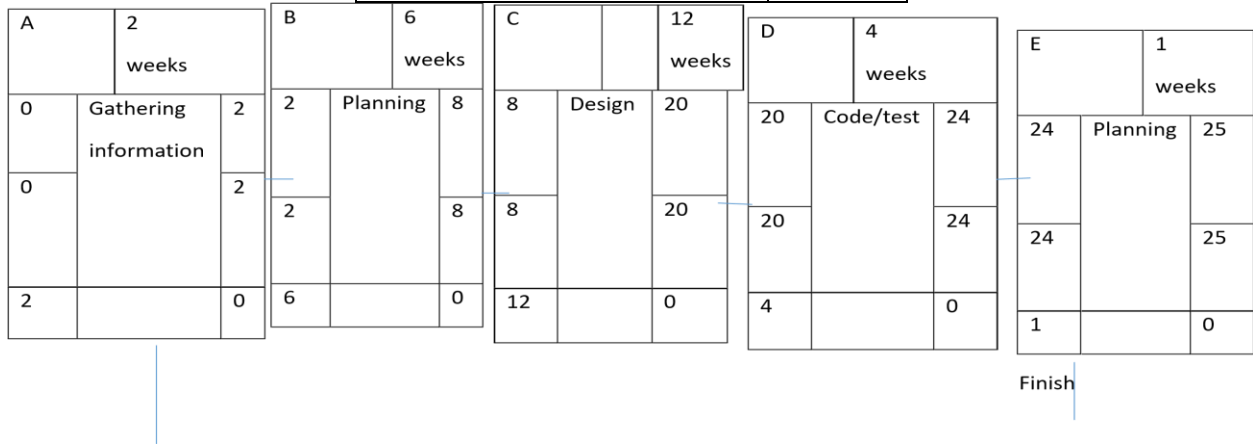 A 2
weeks
0 Gathering 2
information
0 2
2 0
B 6
weeks
2 Planning 8
2 8
6 0
C 12
weeks
8 Design 20
8 20
12 0
D 4
weeks
20 Code/test 24
20 24
4 0
E 1
weeks
24 Planning 25
24 25
1 0
Finish